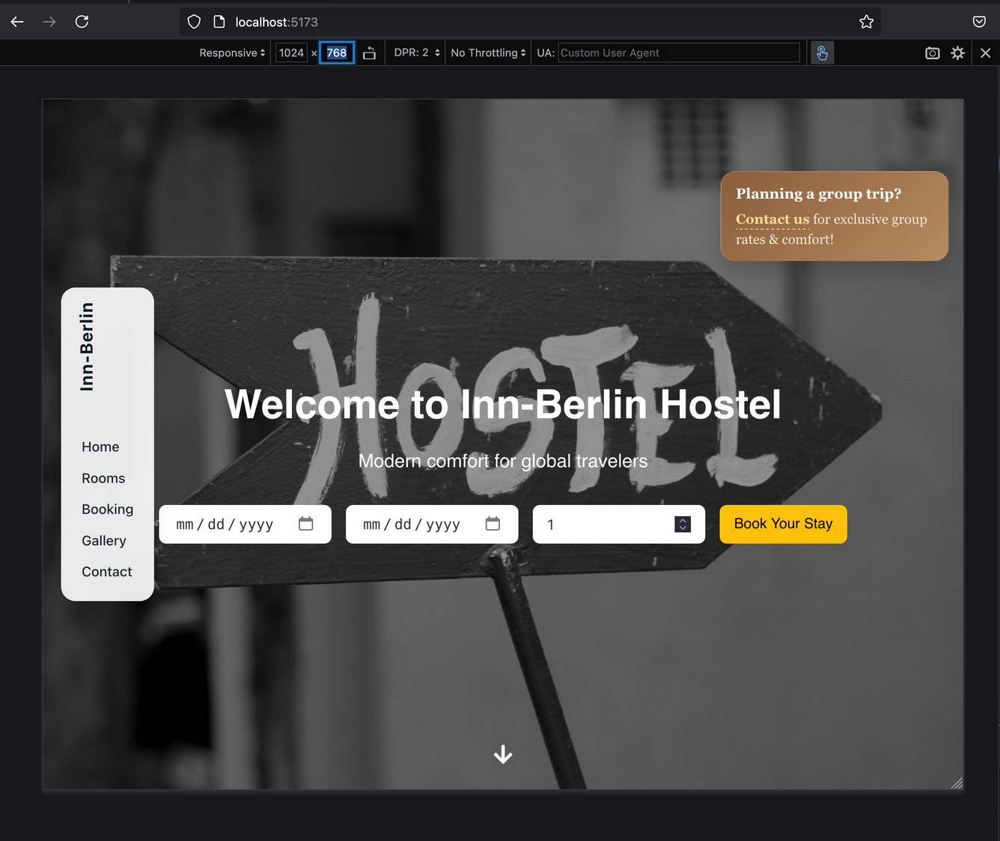 localhost:5173
Responsive 1024 × 768 DPR: 2 No Throttling UA: Custom User Agent
Planning a group trip?
Contact us for exclusive group
rates & comfort!
Inn-Berlin
HOSTEL
Welcome to Inn-Berlin Hostel
Modern comfort for global travelers
Home
Rooms
Booking
Gallery
Contact
mm/dd/yyyy mm/dd/yyyy 1 Book Your Stay